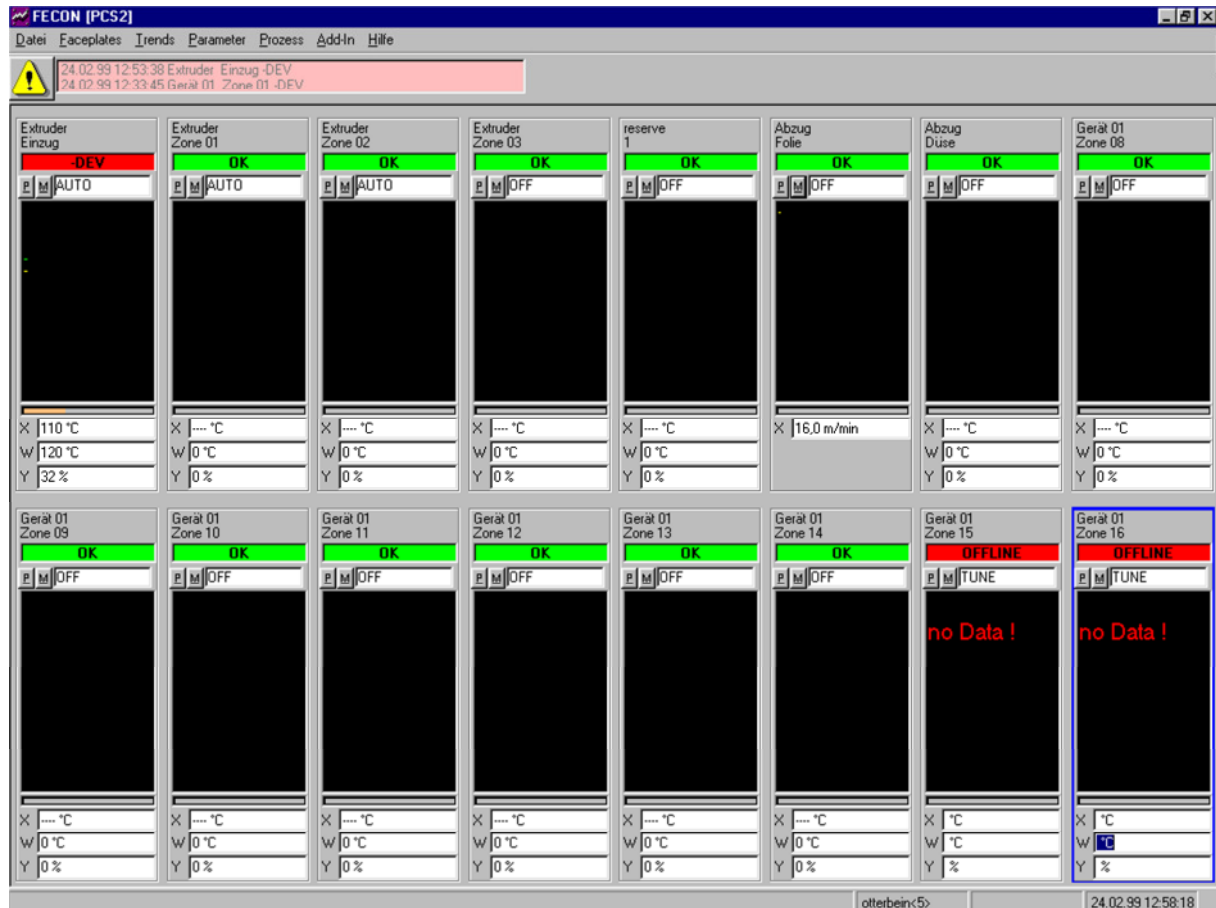 FECON [PCS2]
Datei Faceplates Trends Parameter Prozess Add-In Hilfe
24.02.99 12:53:38 Extruder Einzug -DEV
24.02.99 12:33:45 Gerät 01 Zone 01 -DEV
Extruder
Einzug
-DEV
P M AUTO
X 110 °C
W 120 °C
Y 32 %
Extruder
Zone 01
OK
P M AUTO
X ---- °C
W 0 °C
Y 0 %
Extruder
Zone 02
OK
P M AUTO
X ---- °C
W 0 °C
Y 0 %
Extruder
Zone 03
OK
P M OFF
X ---- °C
W 0 °C
Y 0 %
reserve
1
OK
P M OFF
X ---- °C
W 0 °C
Y 0 %
Abzug
Folie
OK
P M OFF
X 16,0 m/min
Abzug
Düse
OK
P M OFF
X ---- °C
W 0 °C
Y 0 %
Gerät 01
Zone 08
OK
P M OFF
X ---- °C
W 0 °C
Y 0 %
Gerät 01
Zone 09
OK
P M OFF
X ---- °C
W 0 °C
Y 0 %
Gerät 01
Zone 10
OK
P M OFF
X ---- °C
W 0 °C
Y 0 %
Gerät 01
Zone 11
OK
P M OFF
X ---- °C
W 0 °C
Y 0 %
Gerät 01
Zone 12
OK
P M OFF
X ---- °C
W 0 °C
Y 0 %
Gerät 01
Zone 13
OK
P M OFF
X ---- °C
W 0 °C
Y 0 %
Gerät 01
Zone 14
OK
P M OFF
X ---- °C
W 0 °C
Y 0 %
Gerät 01
Zone 15
OFFLINE
P M TUNE
no Data !
X °C
W °C
Y %
Gerät 01
Zone 16
OFFLINE
P M TUNE
no Data !
X °C
W °C
Y %
otterbein<5> 24.02.99 12:58:18